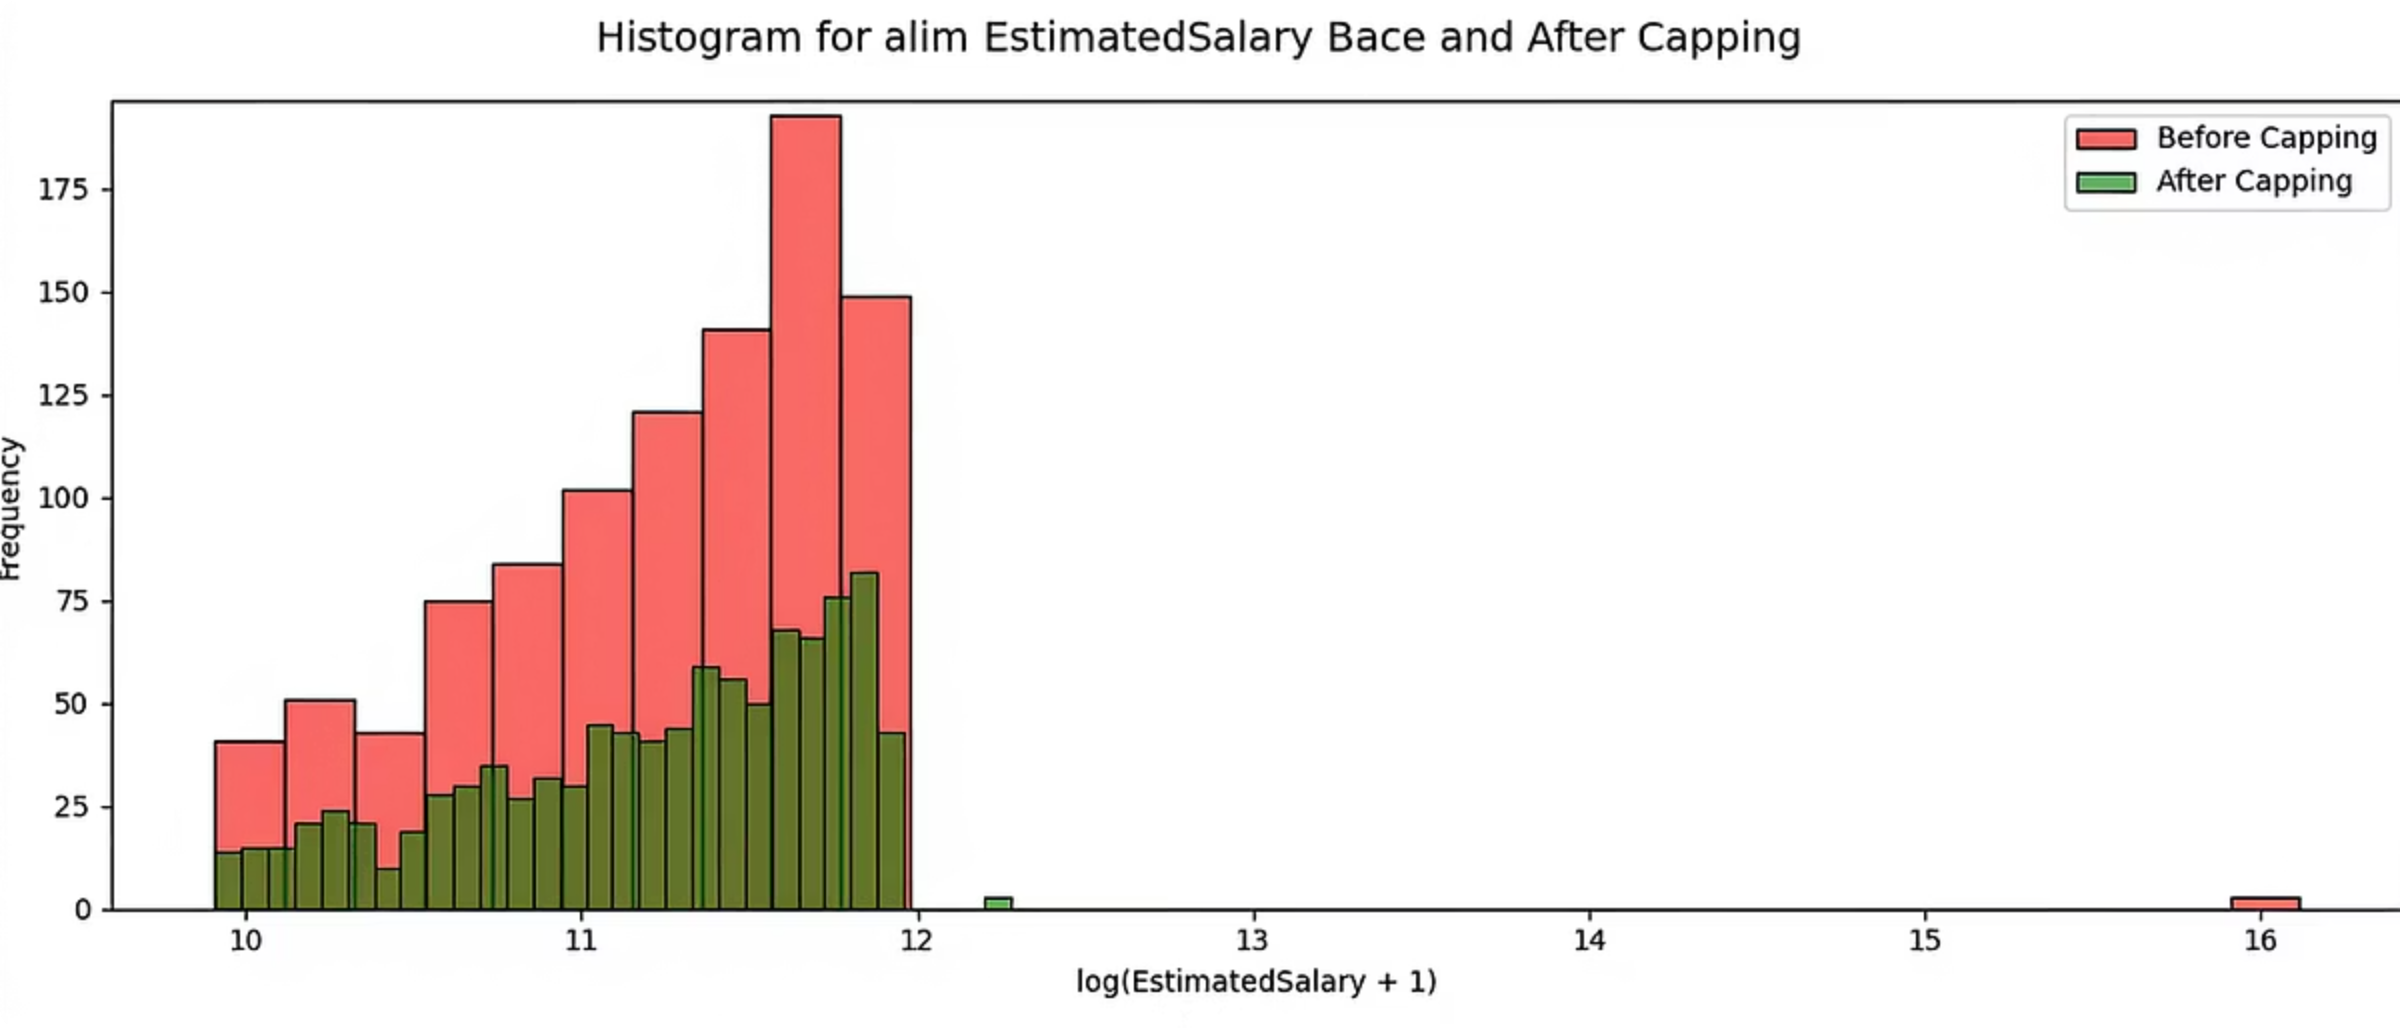 Histogram for alim EstimatedSalary Bace and After Capping
Before Capping
After Capping
175
150
125
100
75
50
25
0
Frequency
10 11 12 13 14 15 16
log(EstimatedSalary + 1)